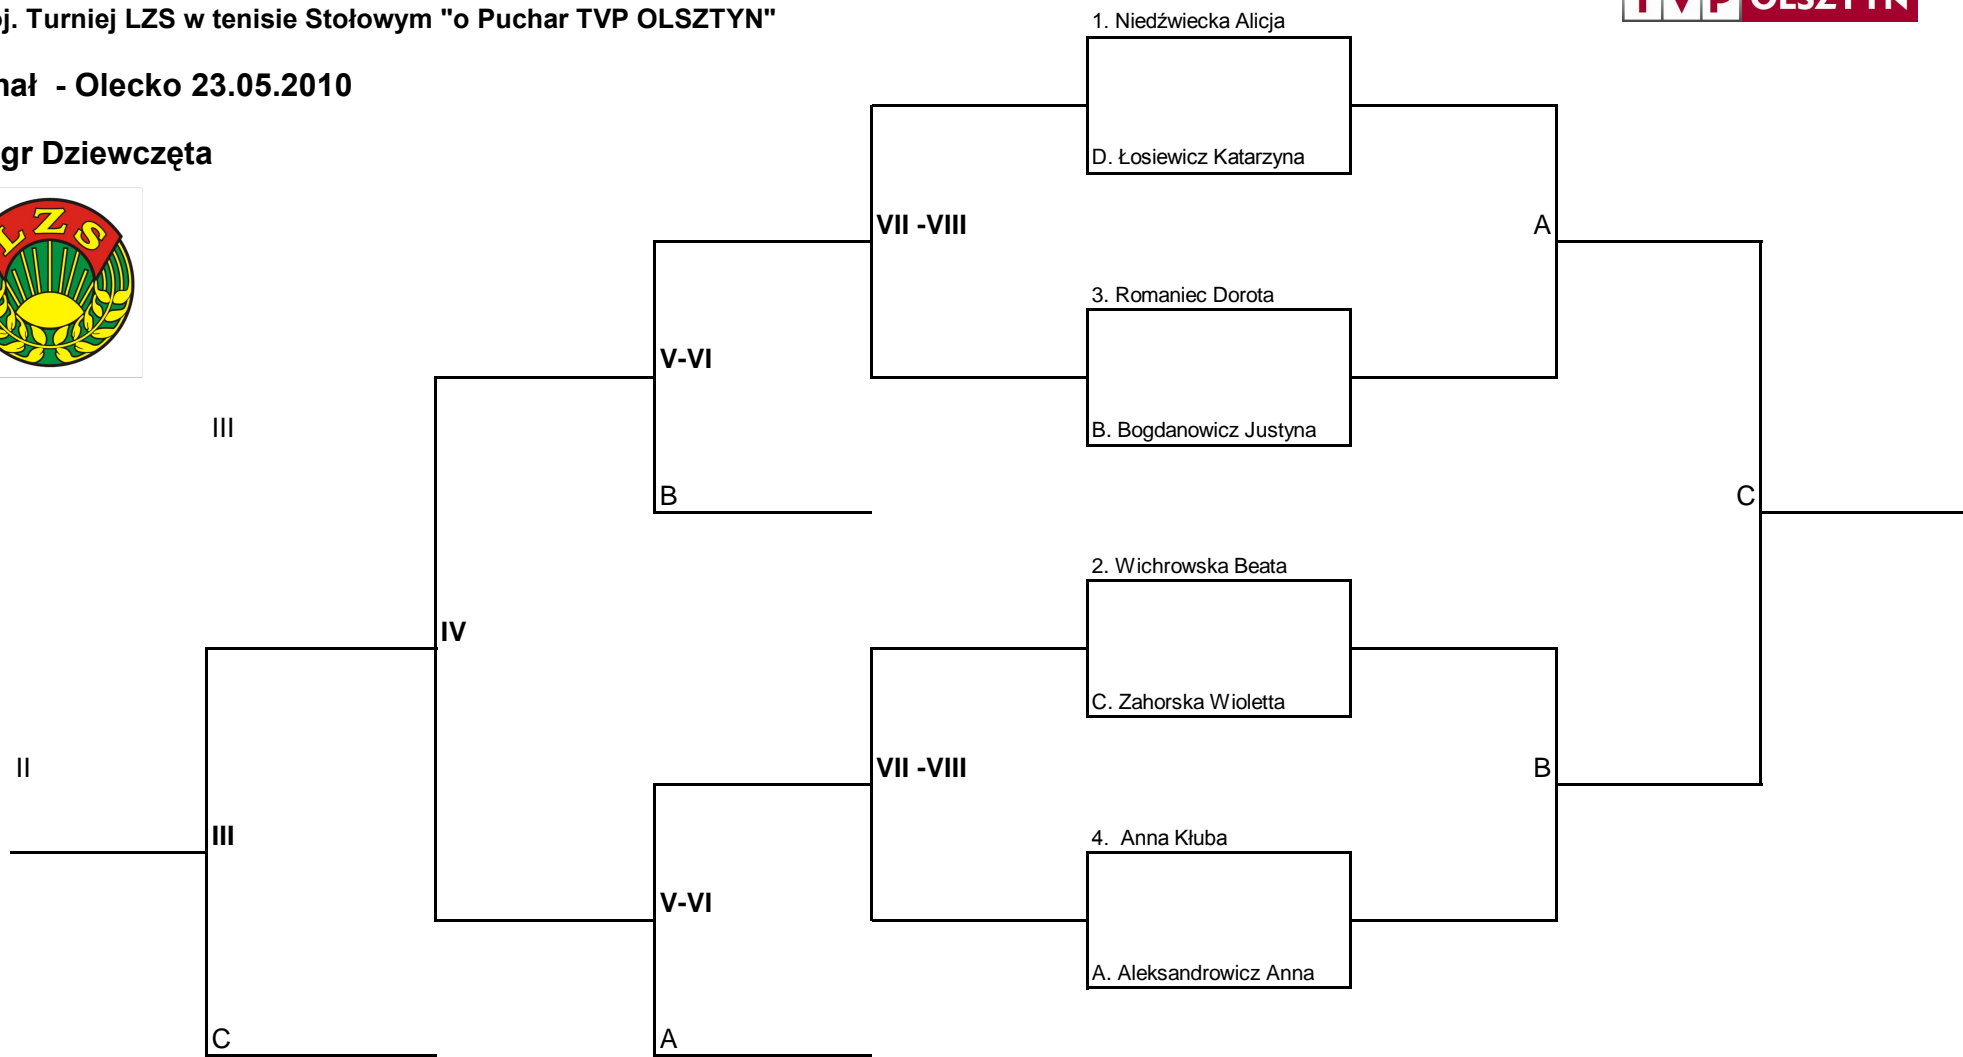 j. Turniej LZS w tenisie Stołowym "o Puchar TVP OLSZTYN"
1. Niedźwiecka Alicja
TVP OLSZTYN
nał - Olecko 23.05.2010
gr Dziewczęta
D. Łosiewicz Katarzyna
LZS
VII -VIII
A
3. Romaniec Dorota
V-VI
III
B. Bogdanowicz Justyna
B
C
2. Wichrowska Beata
IV
C. Zahorska Wioletta
II
VII -VIII
B
III
4. Anna Kłuba
V-VI
A. Aleksandrowicz Anna
C
A